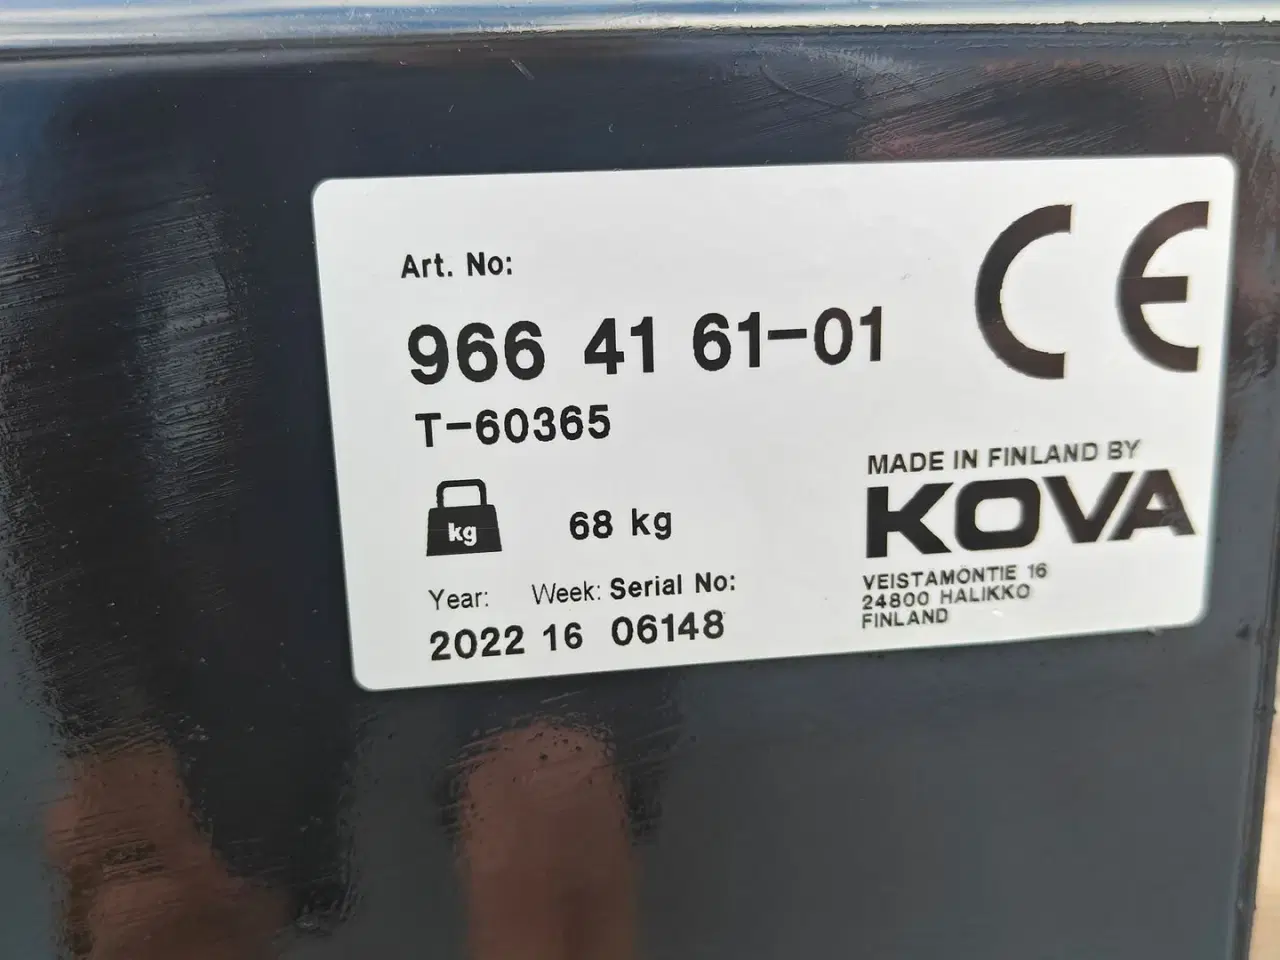 CE
Art. No:
966 41 61-01
T-60365
kg
68 kg
Year: Week: Serial No:
2022 16 06148
MADE IN FINLAND BY
KOVA
VEISTAMONTIE 16
24800 HALIKKO
FINLAND